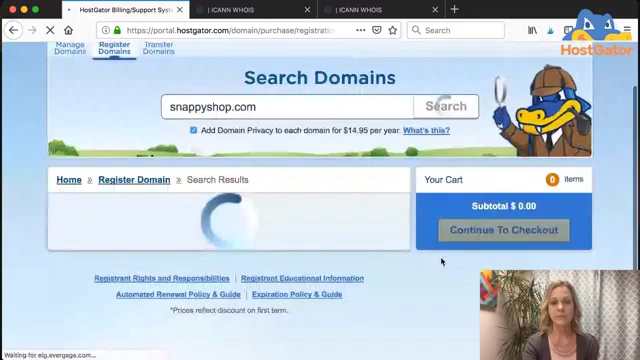 HostGator Billing/Support Syste
| ICANN WHOIS
| ICANN WHOIS
https://portal.hostgator.com/domain/purchase/registration
Search
HostGator
Manage Domains
Register Domains
Transfer Domains
Search Domains
snappyshop.com
Search
Add Domain Privacy to each domain for $14.95 per year. What's this?
Home » Register Domain » Search Results
Your Cart
0 items
Subtotal $ 0.00
Continue To Checkout
Registrant Rights and Responsibilities | Registrant Educational Information
Automated Renewal Policy & Guide | Expiration Policy & Guide
*Prices reflect discount on first term.
Waiting for eig.evergage.com...